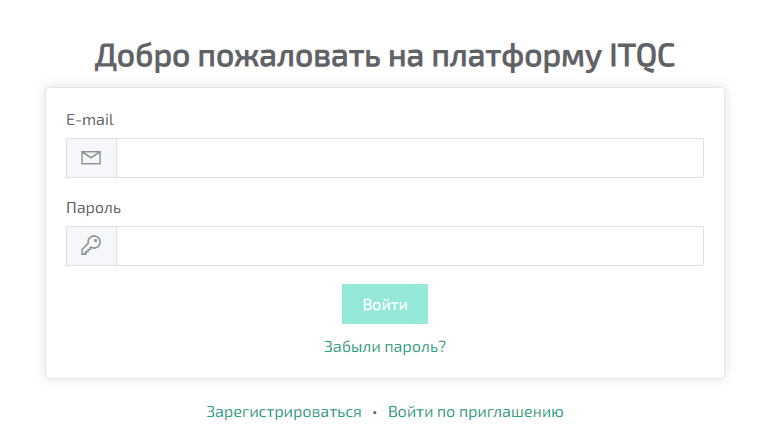 Добро пожаловать на платформу ITQC
E-mail
Пароль
Войти
Забыли пароль?
Зарегистрироваться • Войти по приглашению